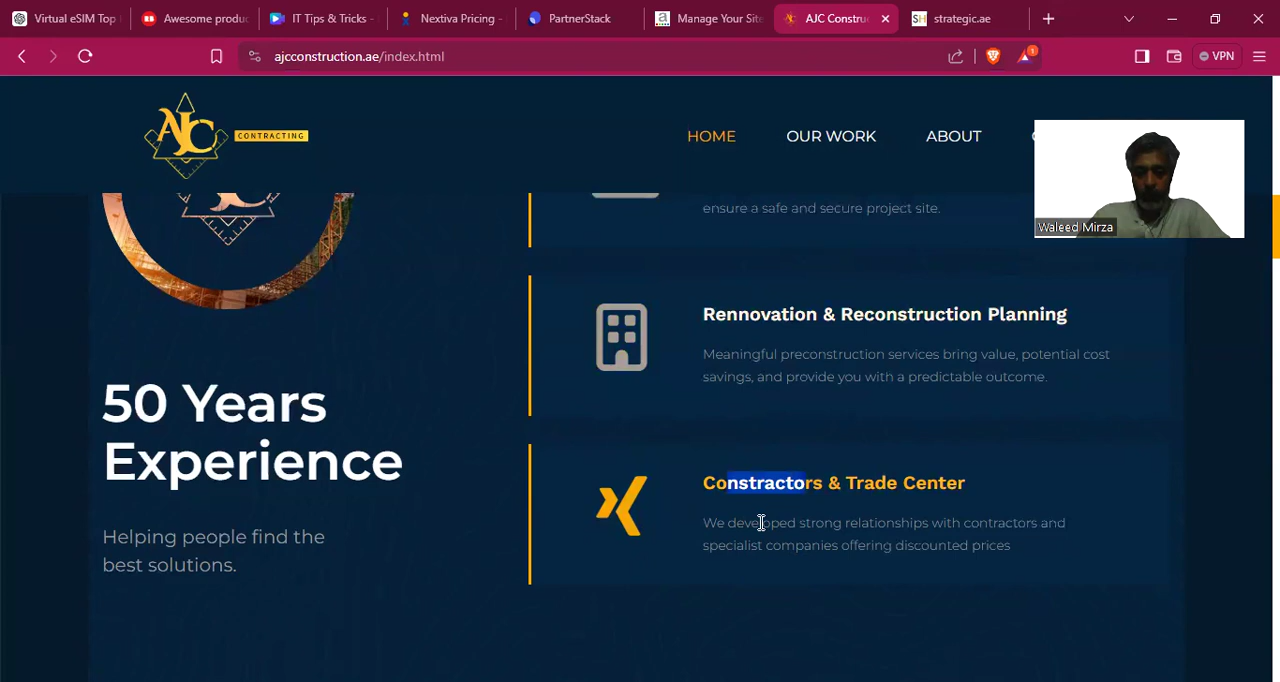 Virtual eSIM Top
Awesome produc
IT Tips & Tricks -
Nextiva Pricing -
PartnerStack
Manage Your Site
AJC Constru
strategic.ae
ajcconstruction.ae/index.html
1
VPN
AJC
CONTRACTING
HOME
OUR WORK
ABOUT
Waleed Mirza
ensure a safe and secure project site.
Rennovation & Reconstruction Planning
Meaningful preconstruction services bring value, potential cost
savings, and provide you with a predictable outcome.
50 Years
Experience
Helping people find the
best solutions.
Constractors & Trade Center
We developed strong relationships with contractors and
specialist companies offering discounted prices